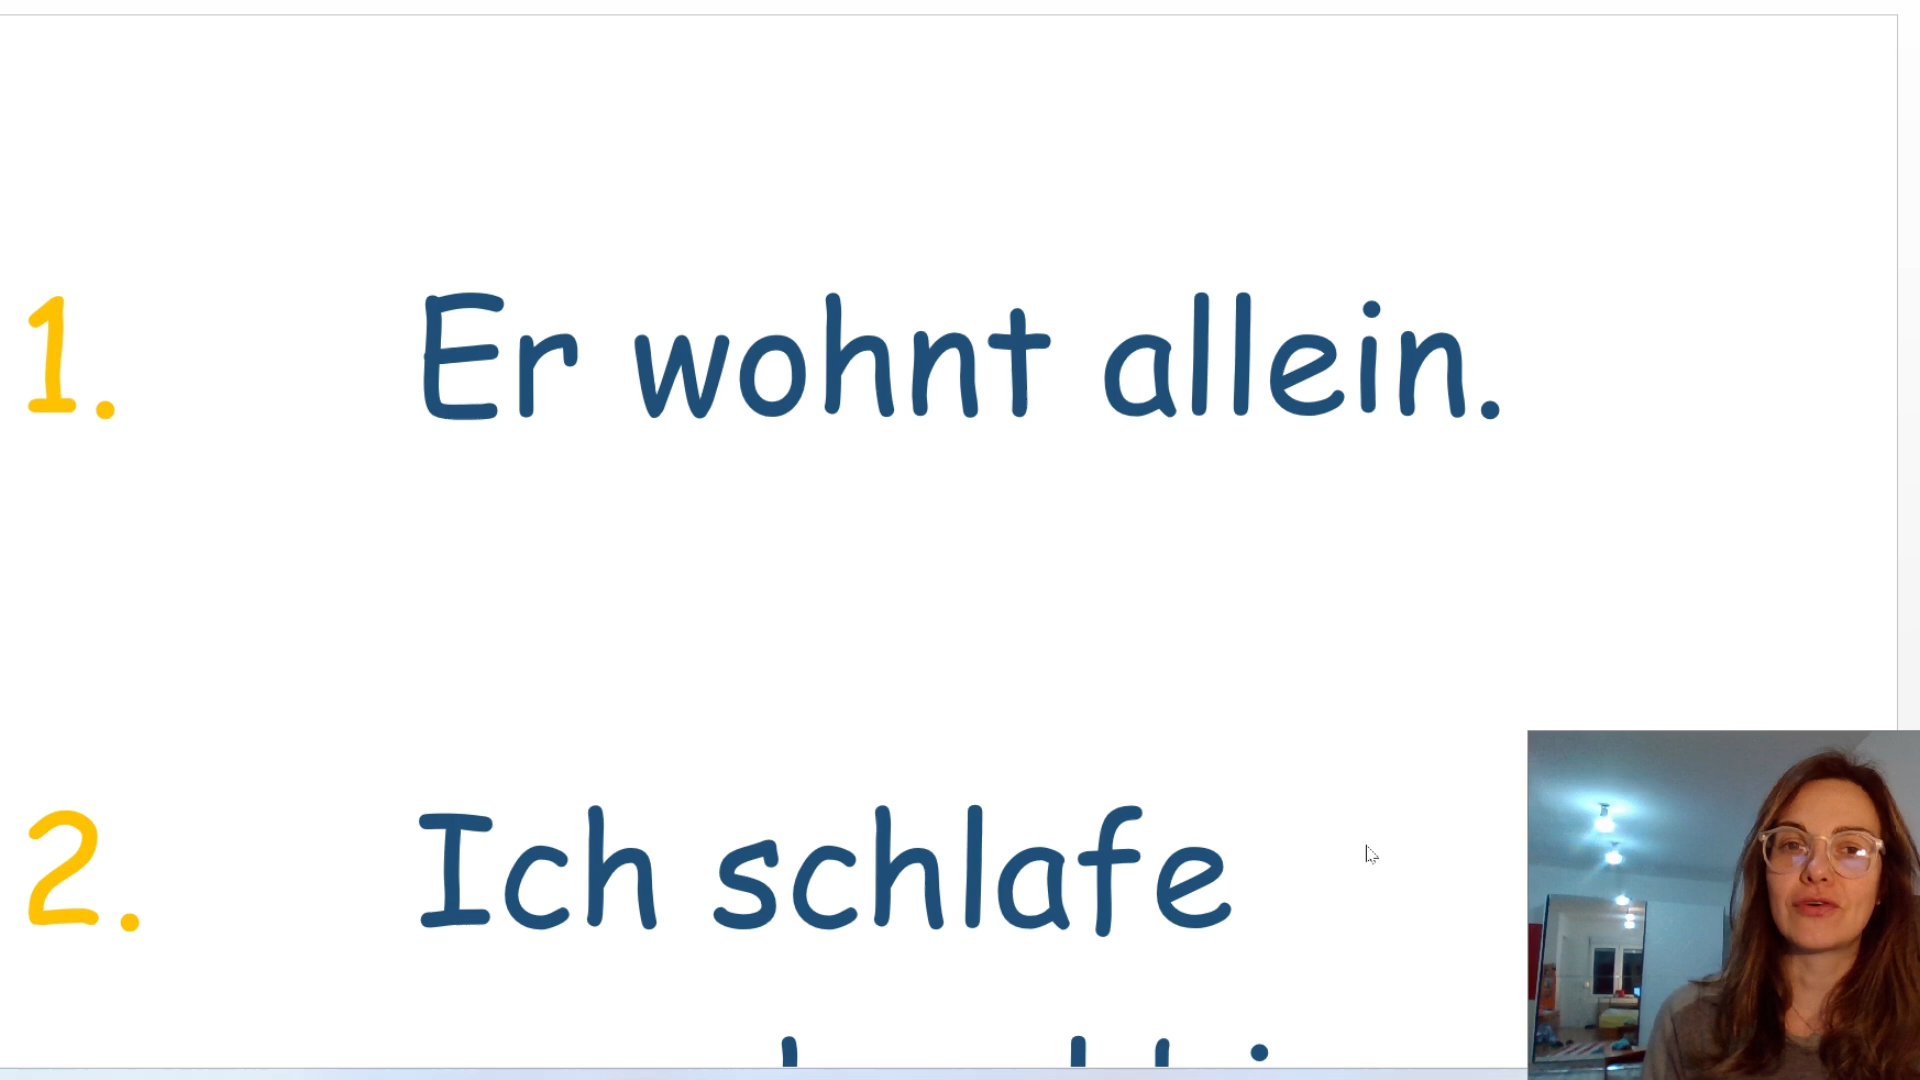 1. Er wohnt allein.
2. Ich schlafe